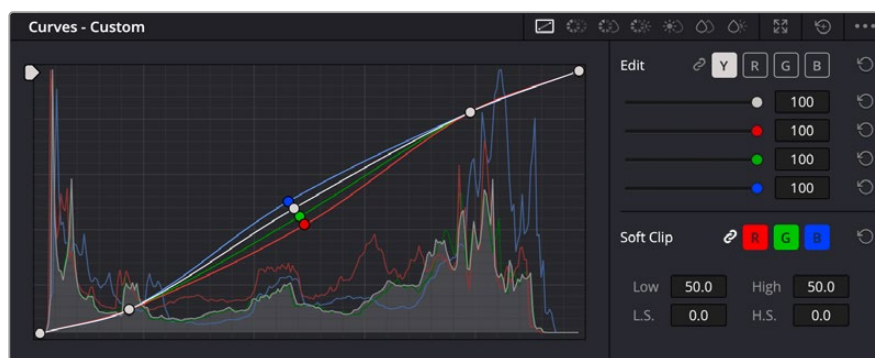 Curves - Custom
Edit Y R G B
100
100
100
100
Soft Clip R G B
Low 50.0 High 50.0
L.S. 0.0 H.S. 0.0